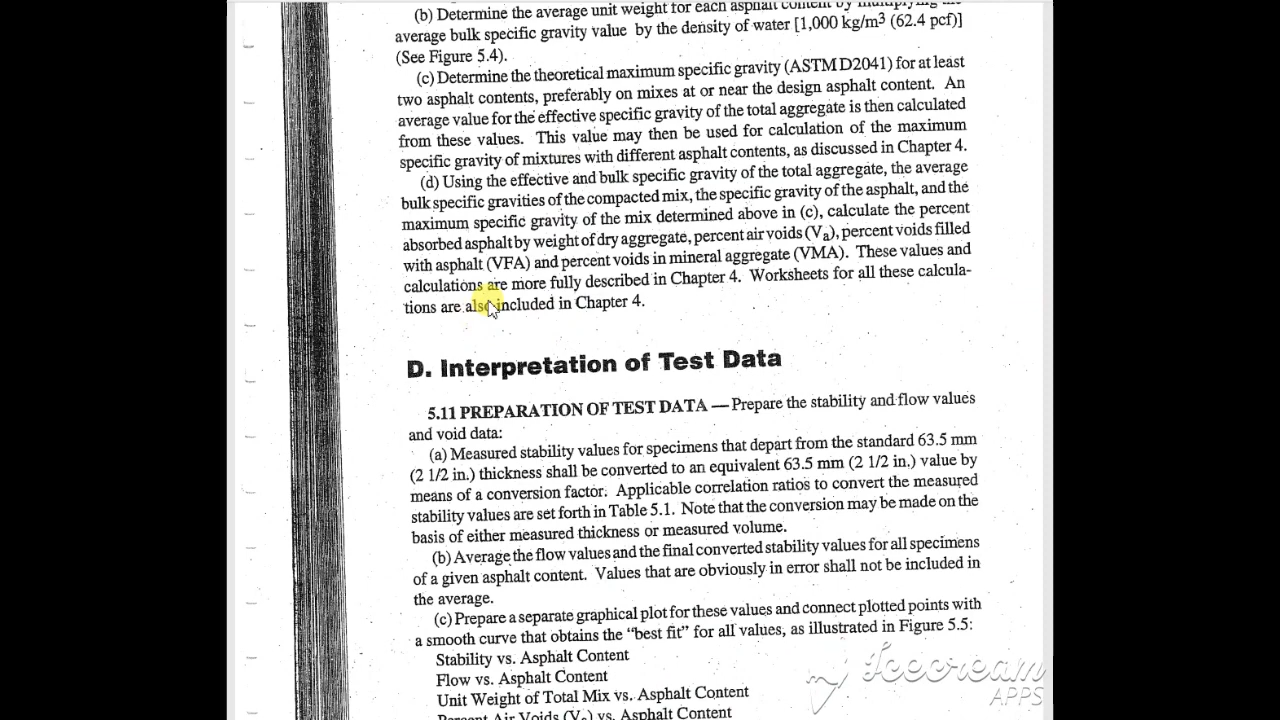 (b) Determine the average unit weight for each asphalt content by multiplying the
average bulk specific gravity value by the density of water [1,000 kg/m³ (62.4 pcf)]
(See Figure 5.4).
(c) Determine the theoretical maximum specific gravity (ASTM D2041) for at least
two asphalt contents, preferably on mixes at or near the design asphalt content. An
average value for the effective specific gravity of the total aggregate is then calculated
from these values. This value may then be used for calculation of the maximum
specific gravity of mixtures with different asphalt contents, as discussed in Chapter 4.
(d) Using the effective and bulk specific gravity of the total aggregate, the average
bulk specific gravities of the compacted mix, the specific gravity of the asphalt, and the
maximum specific gravity of the mix determined above in (c), calculate the percent
absorbed asphalt by weight of dry aggregate, percent air voids (Va), percent voids filled
with asphalt (VFA) and percent voids in mineral aggregate (VMA). These values and
calculations are more fully described in Chapter 4. Worksheets for all these calcula-
tions are also included in Chapter 4.
D. Interpretation of Test Data
5.11 PREPARATION OF TEST DATA — Prepare the stability and flow values
and void data:
(a) Measured stability values for specimens that depart from the standard 63.5 mm
(2 1/2 in.) thickness shall be converted to an equivalent 63.5 mm (2 1/2 in.) value by
means of a conversion factor. Applicable correlation ratios to convert the measured
stability values are set forth in Table 5.1. Note that the conversion may be made on the
basis of either measured thickness or measured volume.
(b) Average the flow values and the final converted stability values for all specimens
of a given asphalt content. Values that are obviously in error shall not be included in
the average.
(c) Prepare a separate graphical plot for these values and connect plotted points with
a smooth curve that obtains the "best fit" for all values, as illustrated in Figure 5.5:
Stability vs. Asphalt Content
Flow vs. Asphalt Content
Unit Weight of Total Mix vs. Asphalt Content
Percent Air Voids (Va) vs. Asphalt Content
Icecream
APPS